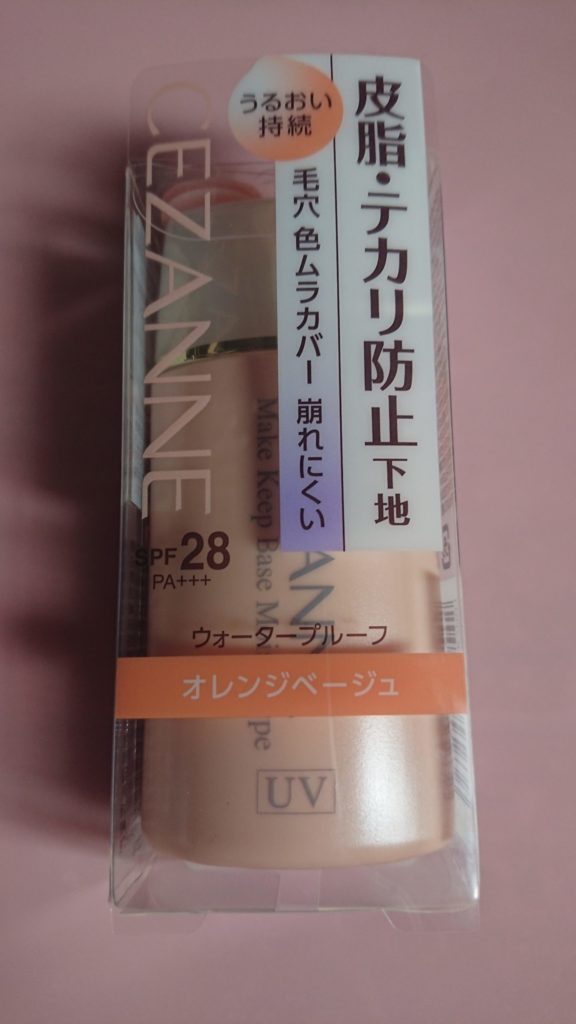 皮脂・テカリ防止下地
うるおい
持続
毛穴 色ムラカバー 崩れにくい
CEZANNE
Make Keep Base
SPF28
PA+++
ウォータープルーフ
オレンジベージュ
UV